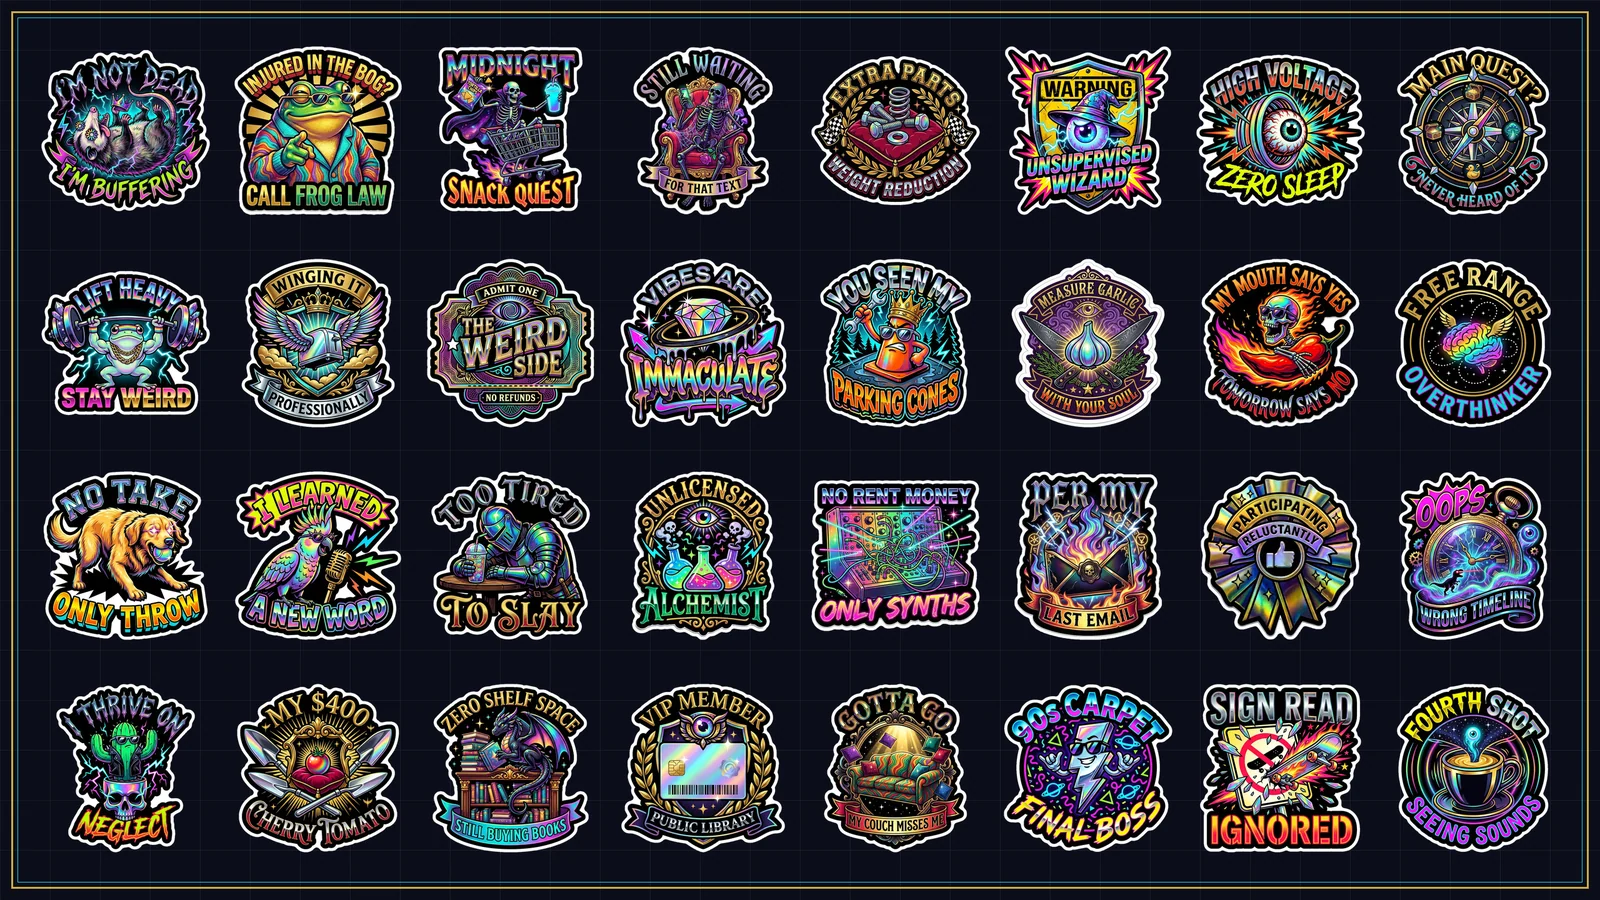 I'M NOT DEAD
I'M BUFFERING
INJURED IN THE BOG?
CALL FROG LAW
MIDNIGHT
SNACK QUEST
STILL WAITING
FOR THAT TEXT
EXTRA PARTS
WEIGHT REDUCTION
WARNING
UNSUPERVISED
WIZARD
HIGH VOLTAGE
ZERO SLEEP
MAIN QUEST?
NEVER HEARD OF IT
LIFT HEAVY
STAY WEIRD
WINGING IT
PROFESSIONALLY
ADMIT ONE
THE
WEIRD
SIDE
NO REFUNDS
VIBES ARE
IMMACULATE
YOU SEEN MY
PARKING CONES
MEASURE GARLIC
WITH YOUR SOUL
MY MOUTH SAYS YES
TOMORROW SAYS NO
FREE RANGE
OVERTHINKER
NO TAKE
ONLY THROW
I LEARNED
A NEW WORD
TOO TIRED
TO SLAY
UNLICENSED
ALCHEMIST
NO RENT MONEY
ONLY SYNTHS
PER MY
LAST EMAIL
PARTICIPATING
RELUCTANTLY
OOPS
WRONG TIMELINE
I THRIVE ON
NEGLECT
MY $400
CHERRY TOMATO
ZERO SHELF SPACE
STILL BUYING BOOKS
VIP MEMBER
PUBLIC LIBRARY
GOTTA GO
MY COUCH MISSES ME
90s CARPET
FINAL BOSS
SIGN READ
IGNORED
FOURTH SHOT
SEEING SOUNDS